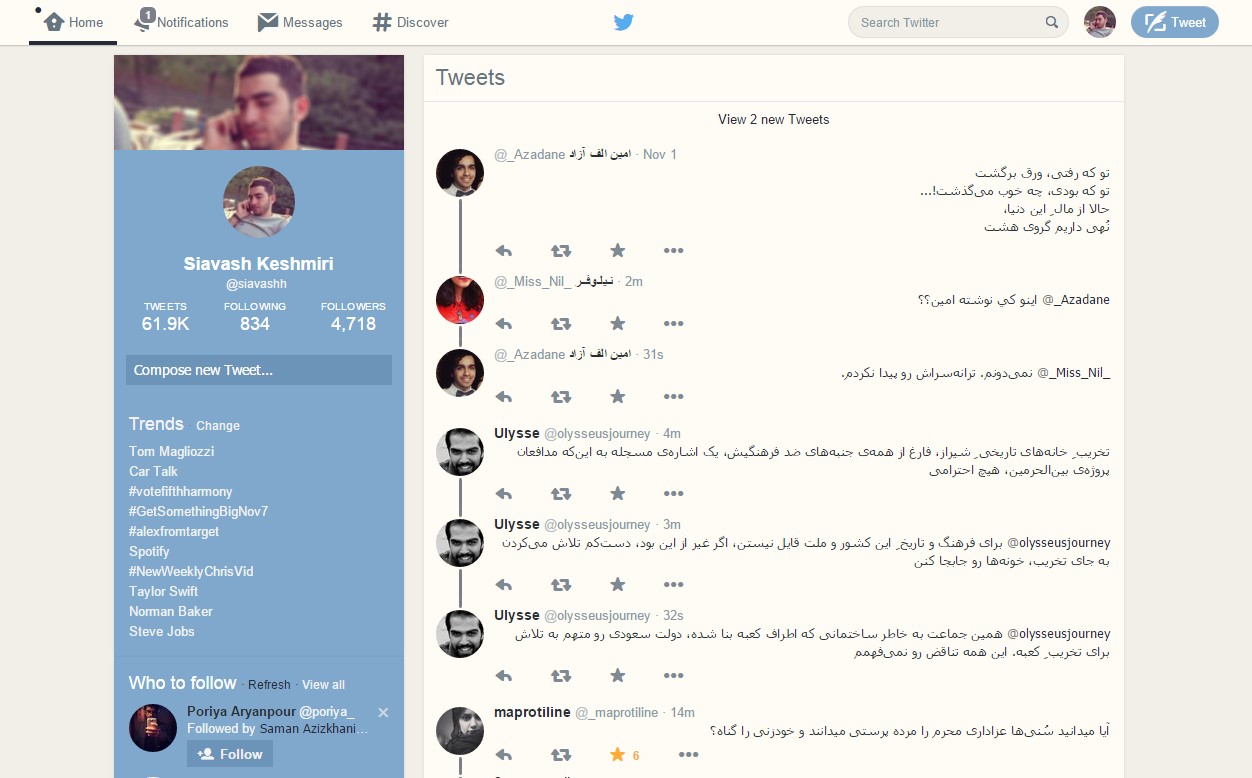 Home
1
Notifications
Messages
Discover
Search Twitter
Tweet
Siavash Keshmiri
@siavashh
TWEETS FOLLOWING FOLLOWERS
61.9K 834 4,718
Compose new Tweet...
Trends · Change
Tom Magliozzi
Car Talk
#votefifthharmony
#GetSomethingBigNov7
#alexfromtarget
Spotify
#NewWeeklyChrisVid
Taylor Swift
Norman Baker
Steve Jobs
Who to follow · Refresh · View all
Poriya Aryanpour @poriya_
Followed by Saman Azizkhani...
Follow
Tweets
View 2 new Tweets
@_Azadane امین الف آزاد · Nov 1
تو که رفتی، ورق برگشت
تو که بودی، چه خوب می‌گذشت!...
حالا از مالِ این دنیا،
تُهی داریم گروی هشت
@_Miss_Nil_ نـیـلـوفـر · 2m
@_Azadane اینو کي نوشته امین؟؟
@_Azadane امین الف آزاد · 31s
@_Miss_Nil_ نمی‌دونم. ترانه‌سراش رو پیدا نکردم.
Ulysse @olysseusjourney · 4m
تخریبِ خانه‌های تاریخیِ شیراز، فارغ از همه‌ی جنبه‌های ضد فرهنگیش، یک اشاره‌ی مسجله به این‌که مدافعان
پروژه‌ی بین‌الحرمین، هیچ احترامی
Ulysse @olysseusjourney · 3m
@olysseusjourney برای فرهنگ و تاریخِ این کشور و ملت قایل نیستن، اگر غیر از این بود، دست‌کم تلاش می‌کردن
به جای تخریب، خونه‌ها رو جابجا کنن
Ulysse @olysseusjourney · 32s
@olysseusjourney همین جماعت به خاطر ساختمانی که اطراف کعبه بنا شده، دولت سعودی رو متهم به تلاش
برای تخریبِ کعبه. این همه تناقض رو نمی‌فهمم
maprotiline @_maprotiline · 14m
آیا میدانید سُنی‌ها عزاداری محرم را مرده پرستی میدانند و خودزنی را گناه؟
6